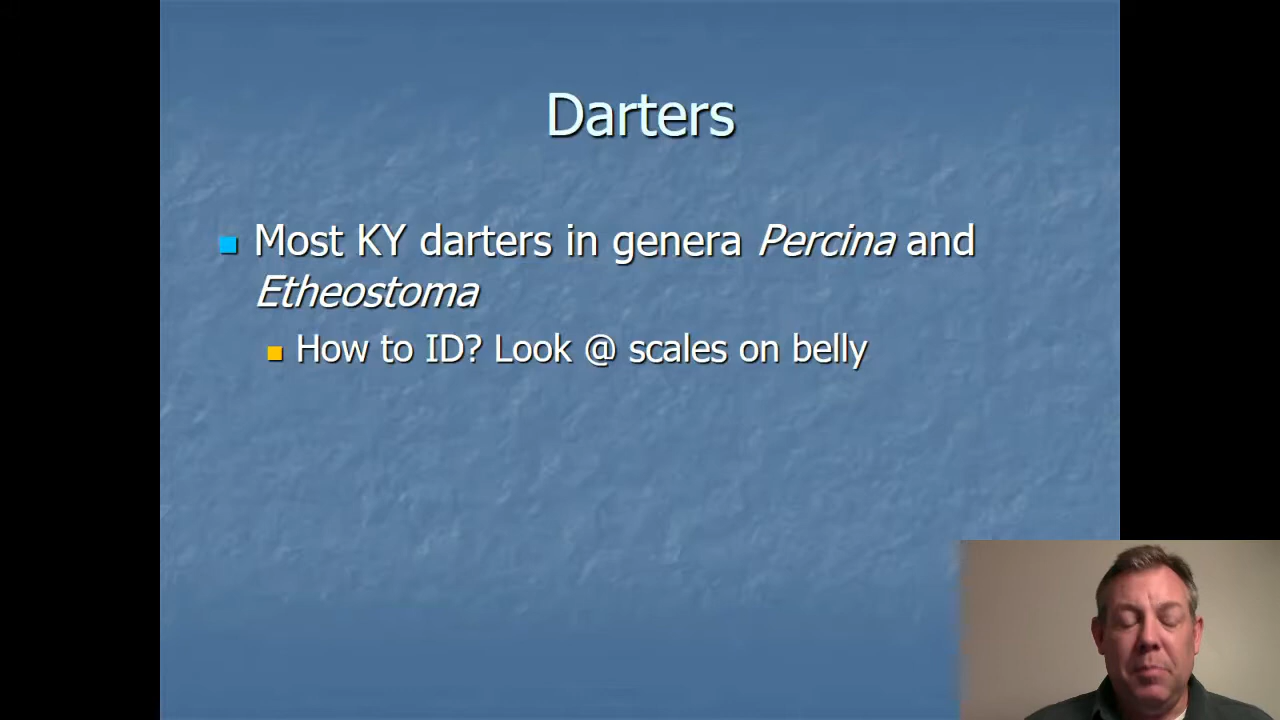 Darters
Most KY darters in genera Percina and
Etheostoma
How to ID? Look @ scales on belly